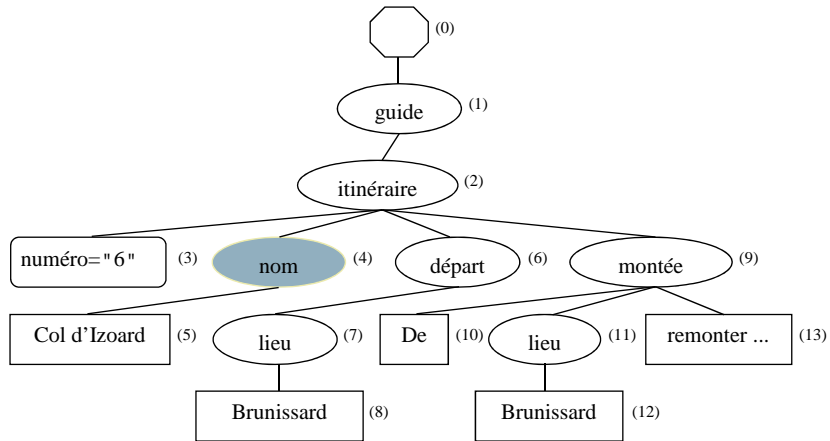 (0)
guide (1)
itinéraire (2)
numéro="6" (3) nom (4) départ (6) montée (9)
Col d'Izoard (5) lieu (7) De (10) lieu (11) remonter ... (13)
Brunissard (8) Brunissard (12)